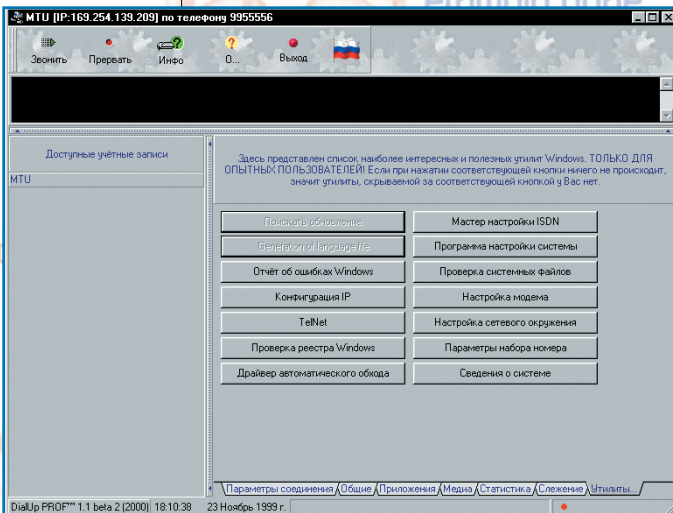 MTU [IP:169.254.139.209] по телефону 9955556
Звонить Прервать Инфо О... Выход
Доступные учётные записи
MTU
Здесь представлен список наиболее интересных и полезных утилит Windows. ТОЛЬКО ДЛЯ
ОПЫТНЫХ ПОЛЬЗОВАТЕЛЕЙ! Если при нажатии соответствующей кнопки ничего не происходит,
значит утилиты, скрываемой за соответствующей кнопкой у Вас нет.
Поискать обновление
Generation of language file
Отчёт об ошибках Windows
Конфигурация IP
TelNet
Проверка реестра Windows
Драйвер автоматического обхода
Мастер настройки ISDN
Программа настройки системы
Проверка системных файлов
Настройка модема
Настройка сетевого окружения
Параметры набора номера
Сведения о системе
Параметры соединения Общие Приложения Медиа Статистика Слежение Утилиты...
DialUp PROF™ 1.1 beta 2 (2000) 18:10:38 23 Ноябрь 1999 г.